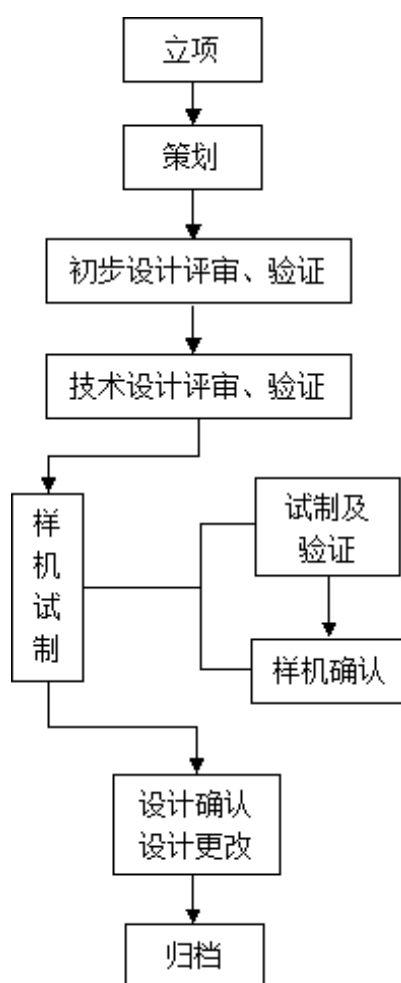 立项
策划
初步设计评审、验证
技术设计评审、验证
样
机
试
制
试制及
验证
样机确认
设计确认
设计更改
归档